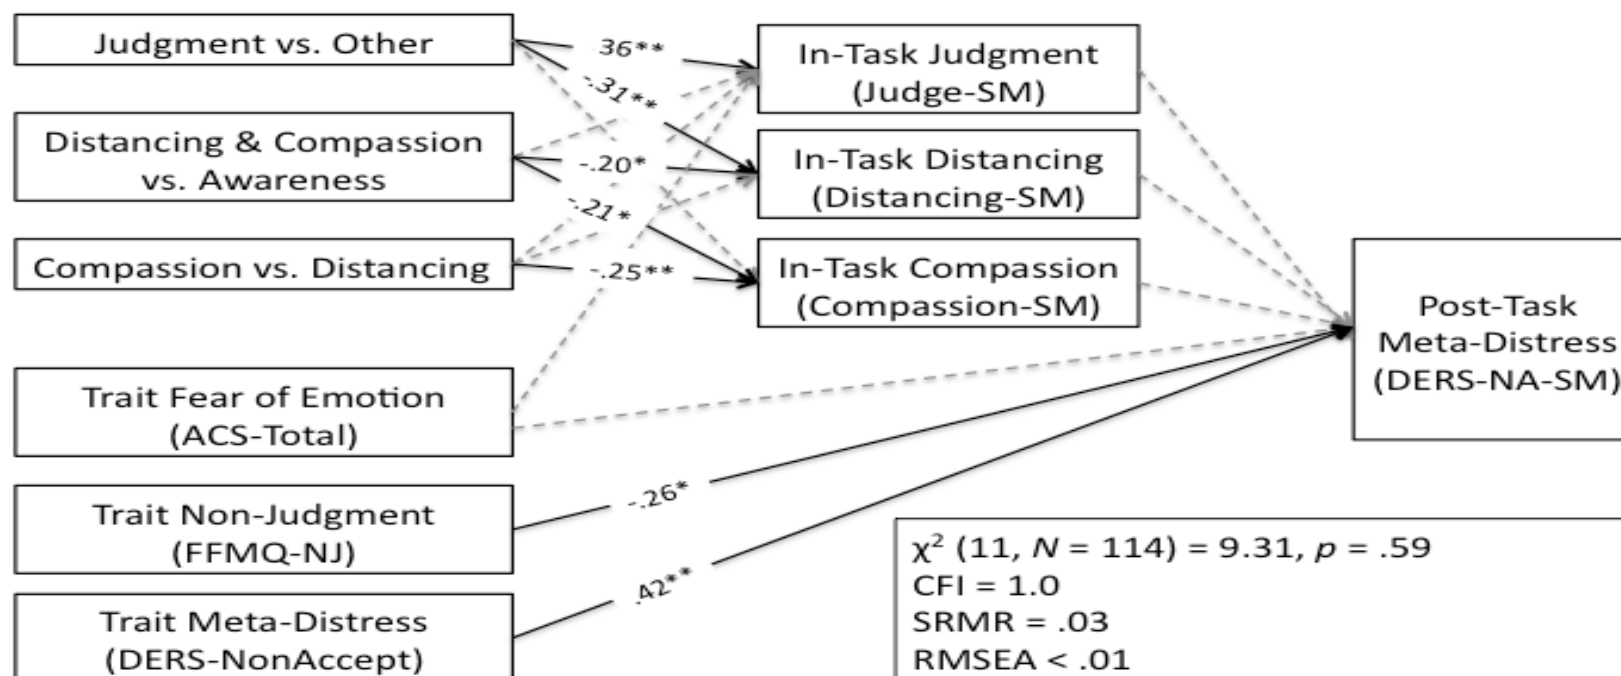 Judgment vs. Other
Distancing & Compassion
vs. Awareness
Compassion vs. Distancing
Trait Fear of Emotion
(ACS-Total)
Trait Non-Judgment
(FFMQ-NJ)
Trait Meta-Distress
(DERS-NonAccept)
36**
-.31**
-.20*
-.21*
-.25**
-.26*
.42**
In-Task Judgment
(Judge-SM)
In-Task Distancing
(Distancing-SM)
In-Task Compassion
(Compassion-SM)
Post-Task
Meta-Distress
(DERS-NA-SM)
χ² (11, N = 114) = 9.31, p = .59
CFI = 1.0
SRMR = .03
RMSEA < .01